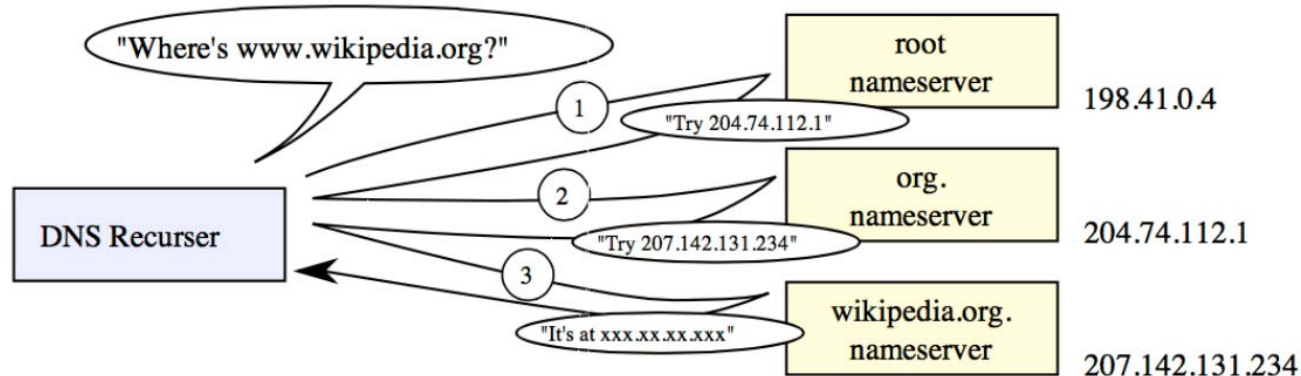 "Where's www.wikipedia.org?"
DNS Recurser
1
root
nameserver
198.41.0.4
"Try 204.74.112.1"
2
org.
nameserver
204.74.112.1
"Try 207.142.131.234"
3
wikipedia.org.
nameserver
207.142.131.234
"It's at xxx.xx.xx.xxx"